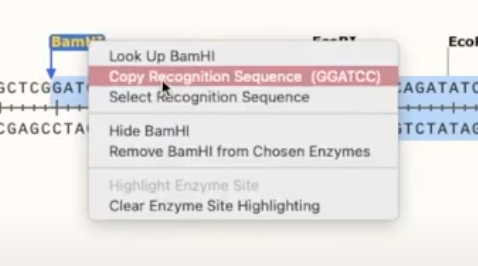 BamHI EcoRI Eco
GCTCGGAT CAGATATC
CGAGCCTA GTCTATAG
Look Up BamHI
Copy Recognition Sequence (GGATCC)
Select Recognition Sequence
Hide BamHI
Remove BamHI from Chosen Enzymes
Highlight Enzyme Site
Clear Enzyme Site Highlighting